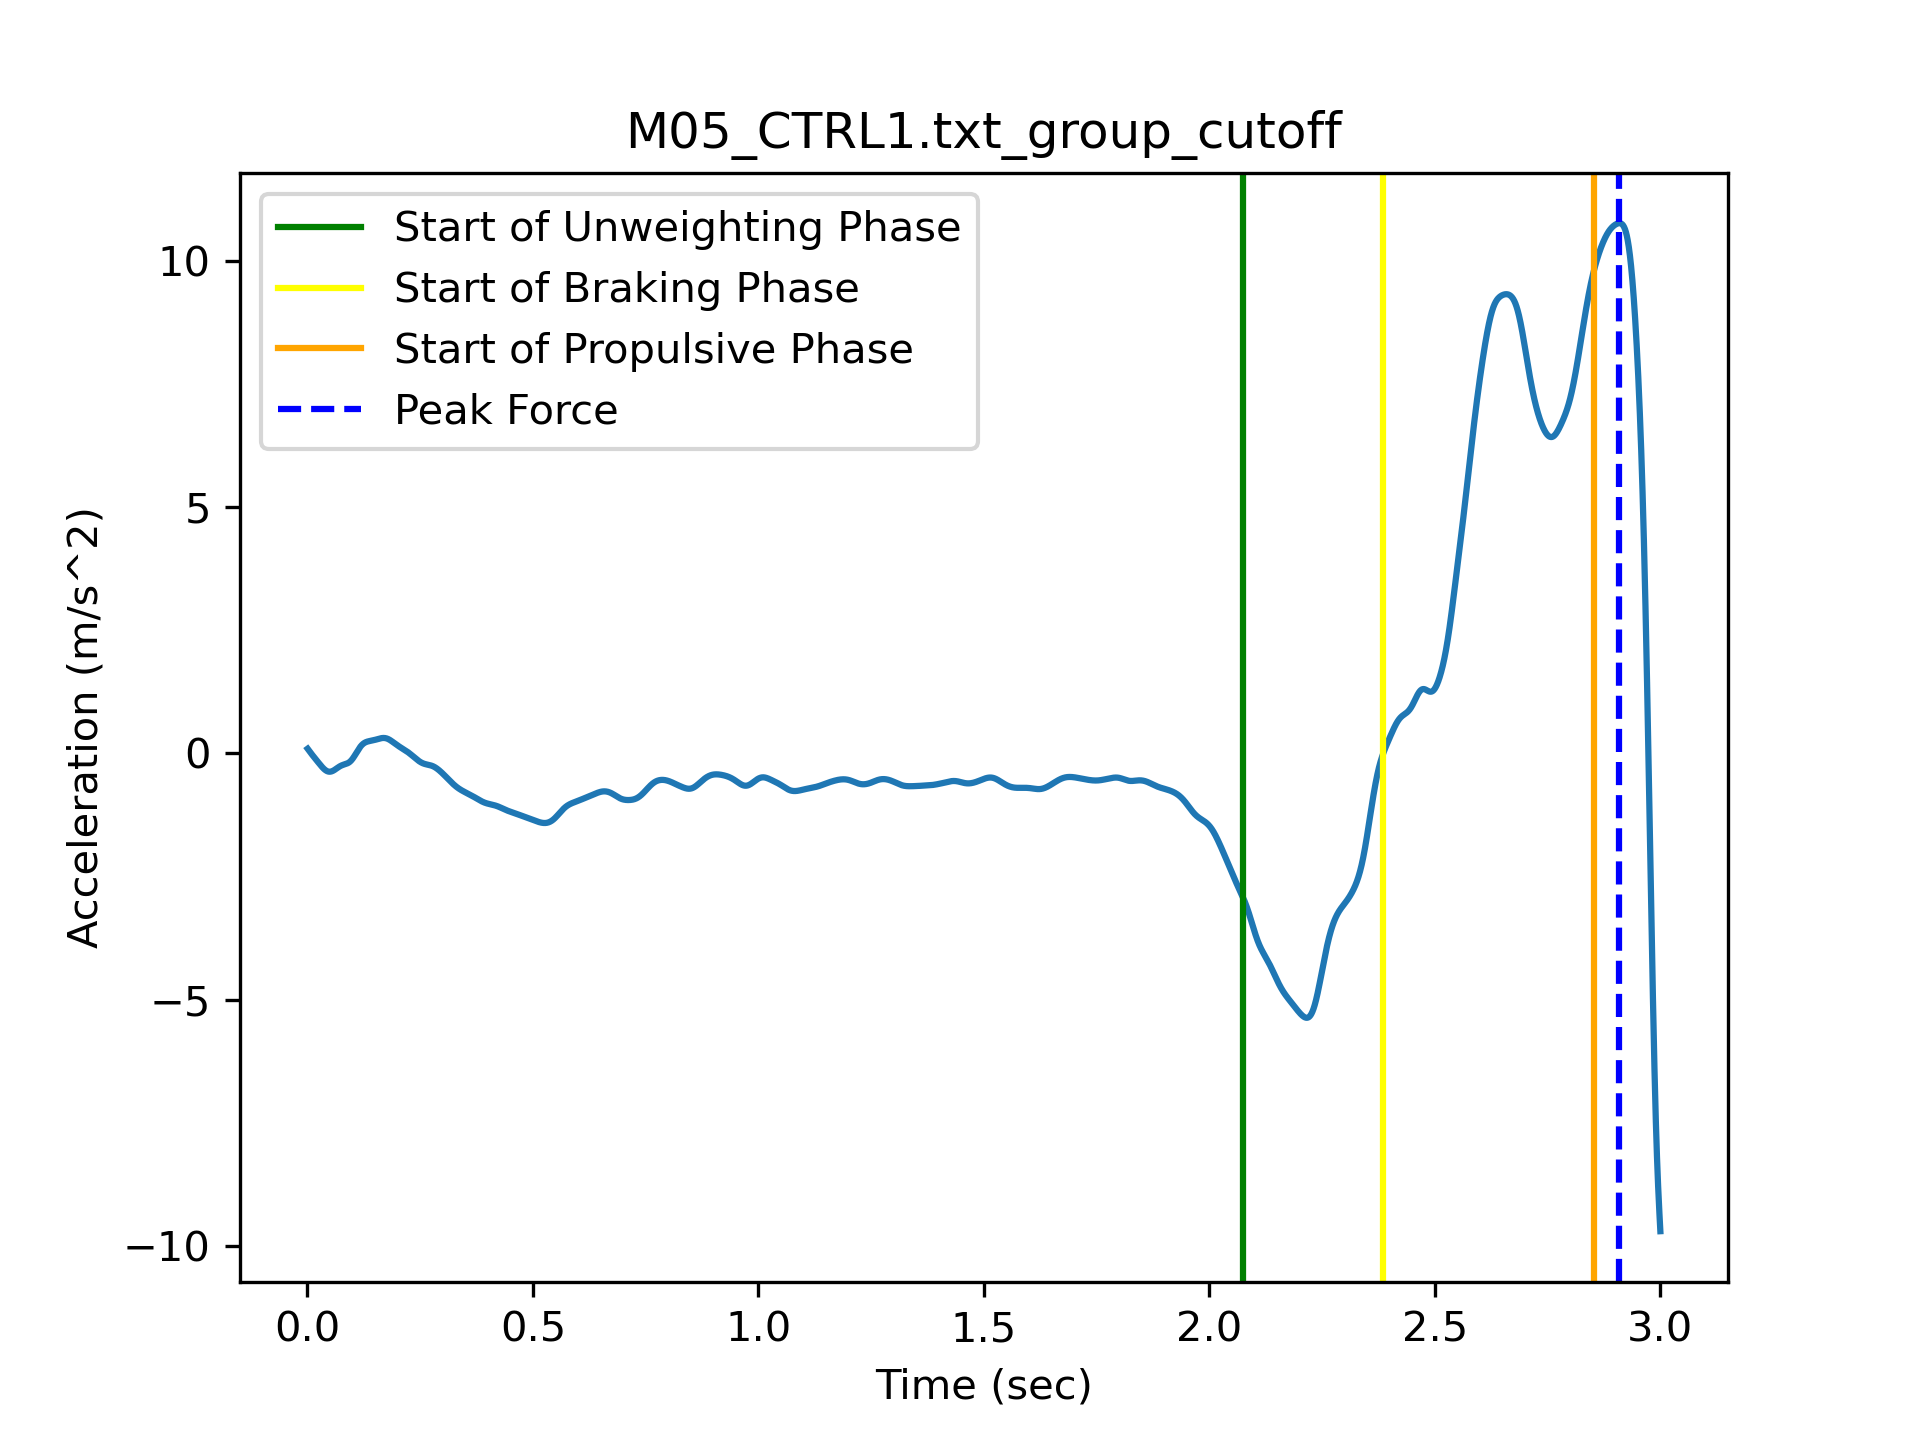 M05_CTRL1.txt_group_cutoff
Start of Unweighting Phase
Start of Braking Phase
Start of Propulsive Phase
Peak Force
10
5
0
−5
−10
Acceleration (m/s^2)
0.0 0.5 1.0 1.5 2.0 2.5 3.0
Time (sec)